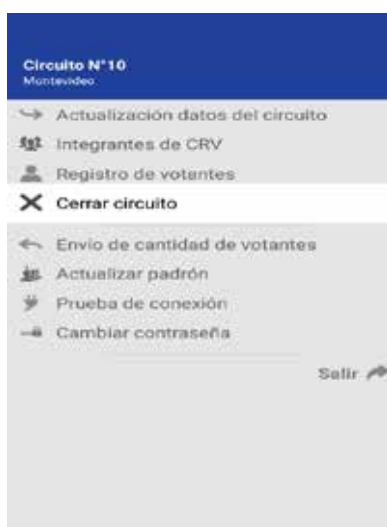 Circuito N°10
Montevideo
Actualización datos del circuito
Integrantes de CRV
Registro de votantes
Cerrar circuito
Envio de cantidad de votantes
Actualizar padrón
Prueba de conexión
Cambiar contraseña
Salir